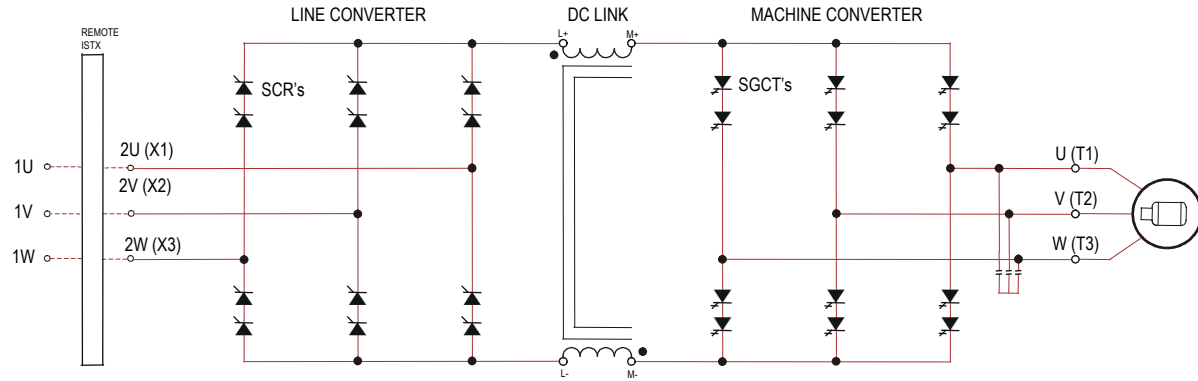 LINE CONVERTER
DC LINK
MACHINE CONVERTER
REMOTE
ISTX
L+
M+
SCR's
SGCT's
2U (X1)
1U
U (T1)
2V (X2)
1V
V (T2)
2W (X3)
1W
W (T3)
L-
M-